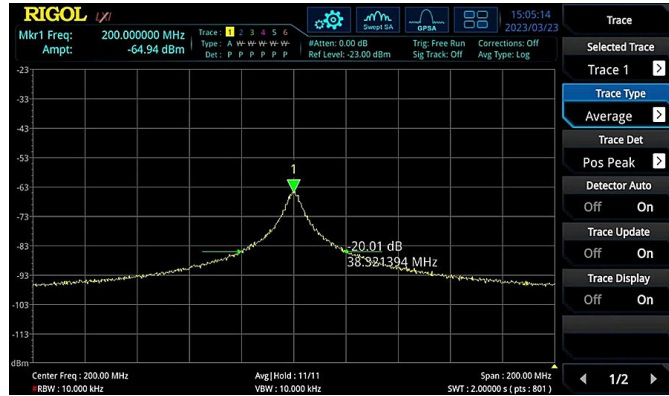 RIGOL LXI
Mkr1 Freq: 200.000000 MHz
Ampt: -64.94 dBm
Trace: 1 2 3 4 5 6
Type: A W W W W W
Det: P P P P P P
Swept SA
GPSA
15:05:14
2023/03/23
#Atten: 0.00 dB Trig: Free Run Corrections: Off
Ref Level: -23.00 dBm Sig Track: Off Avg Type: Log
-23
-33
-43
-53
-63
-73
-83
-93
-103
-113
dBm
1
-20.01 dB
38.321394 MHz
Center Freq : 200.00 MHz Avg|Hold : 11/11 Span : 200.00 MHz
#RBW : 10.000 kHz VBW : 10.000 kHz SWT : 2.00000 s ( pts : 801 )
Trace
Selected Trace
Trace 1
Trace Type
Average
Trace Det
Pos Peak
Detector Auto
Off On
Trace Update
Off On
Trace Display
Off On
1/2